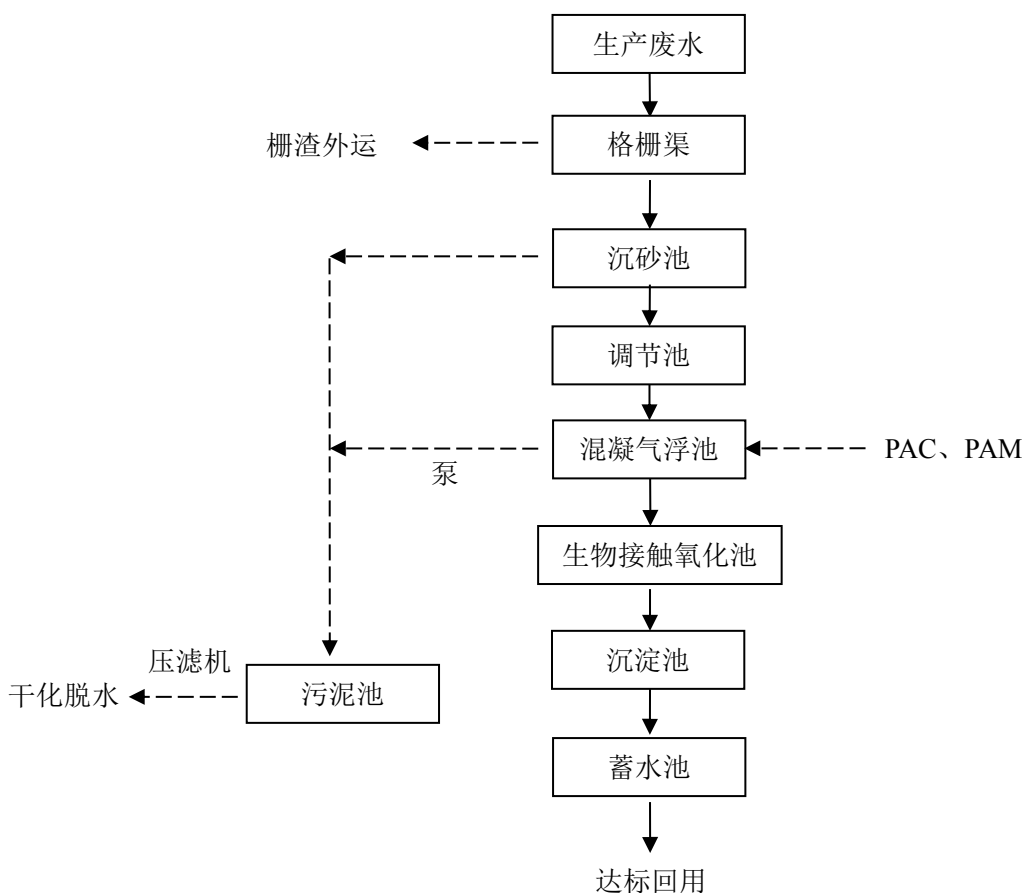 生产废水
栅渣外运
格栅渠
沉砂池
调节池
混凝气浮池
PAC、PAM
泵
生物接触氧化池
沉淀池
压滤机
干化脱水
污泥池
蓄水池
达标回用